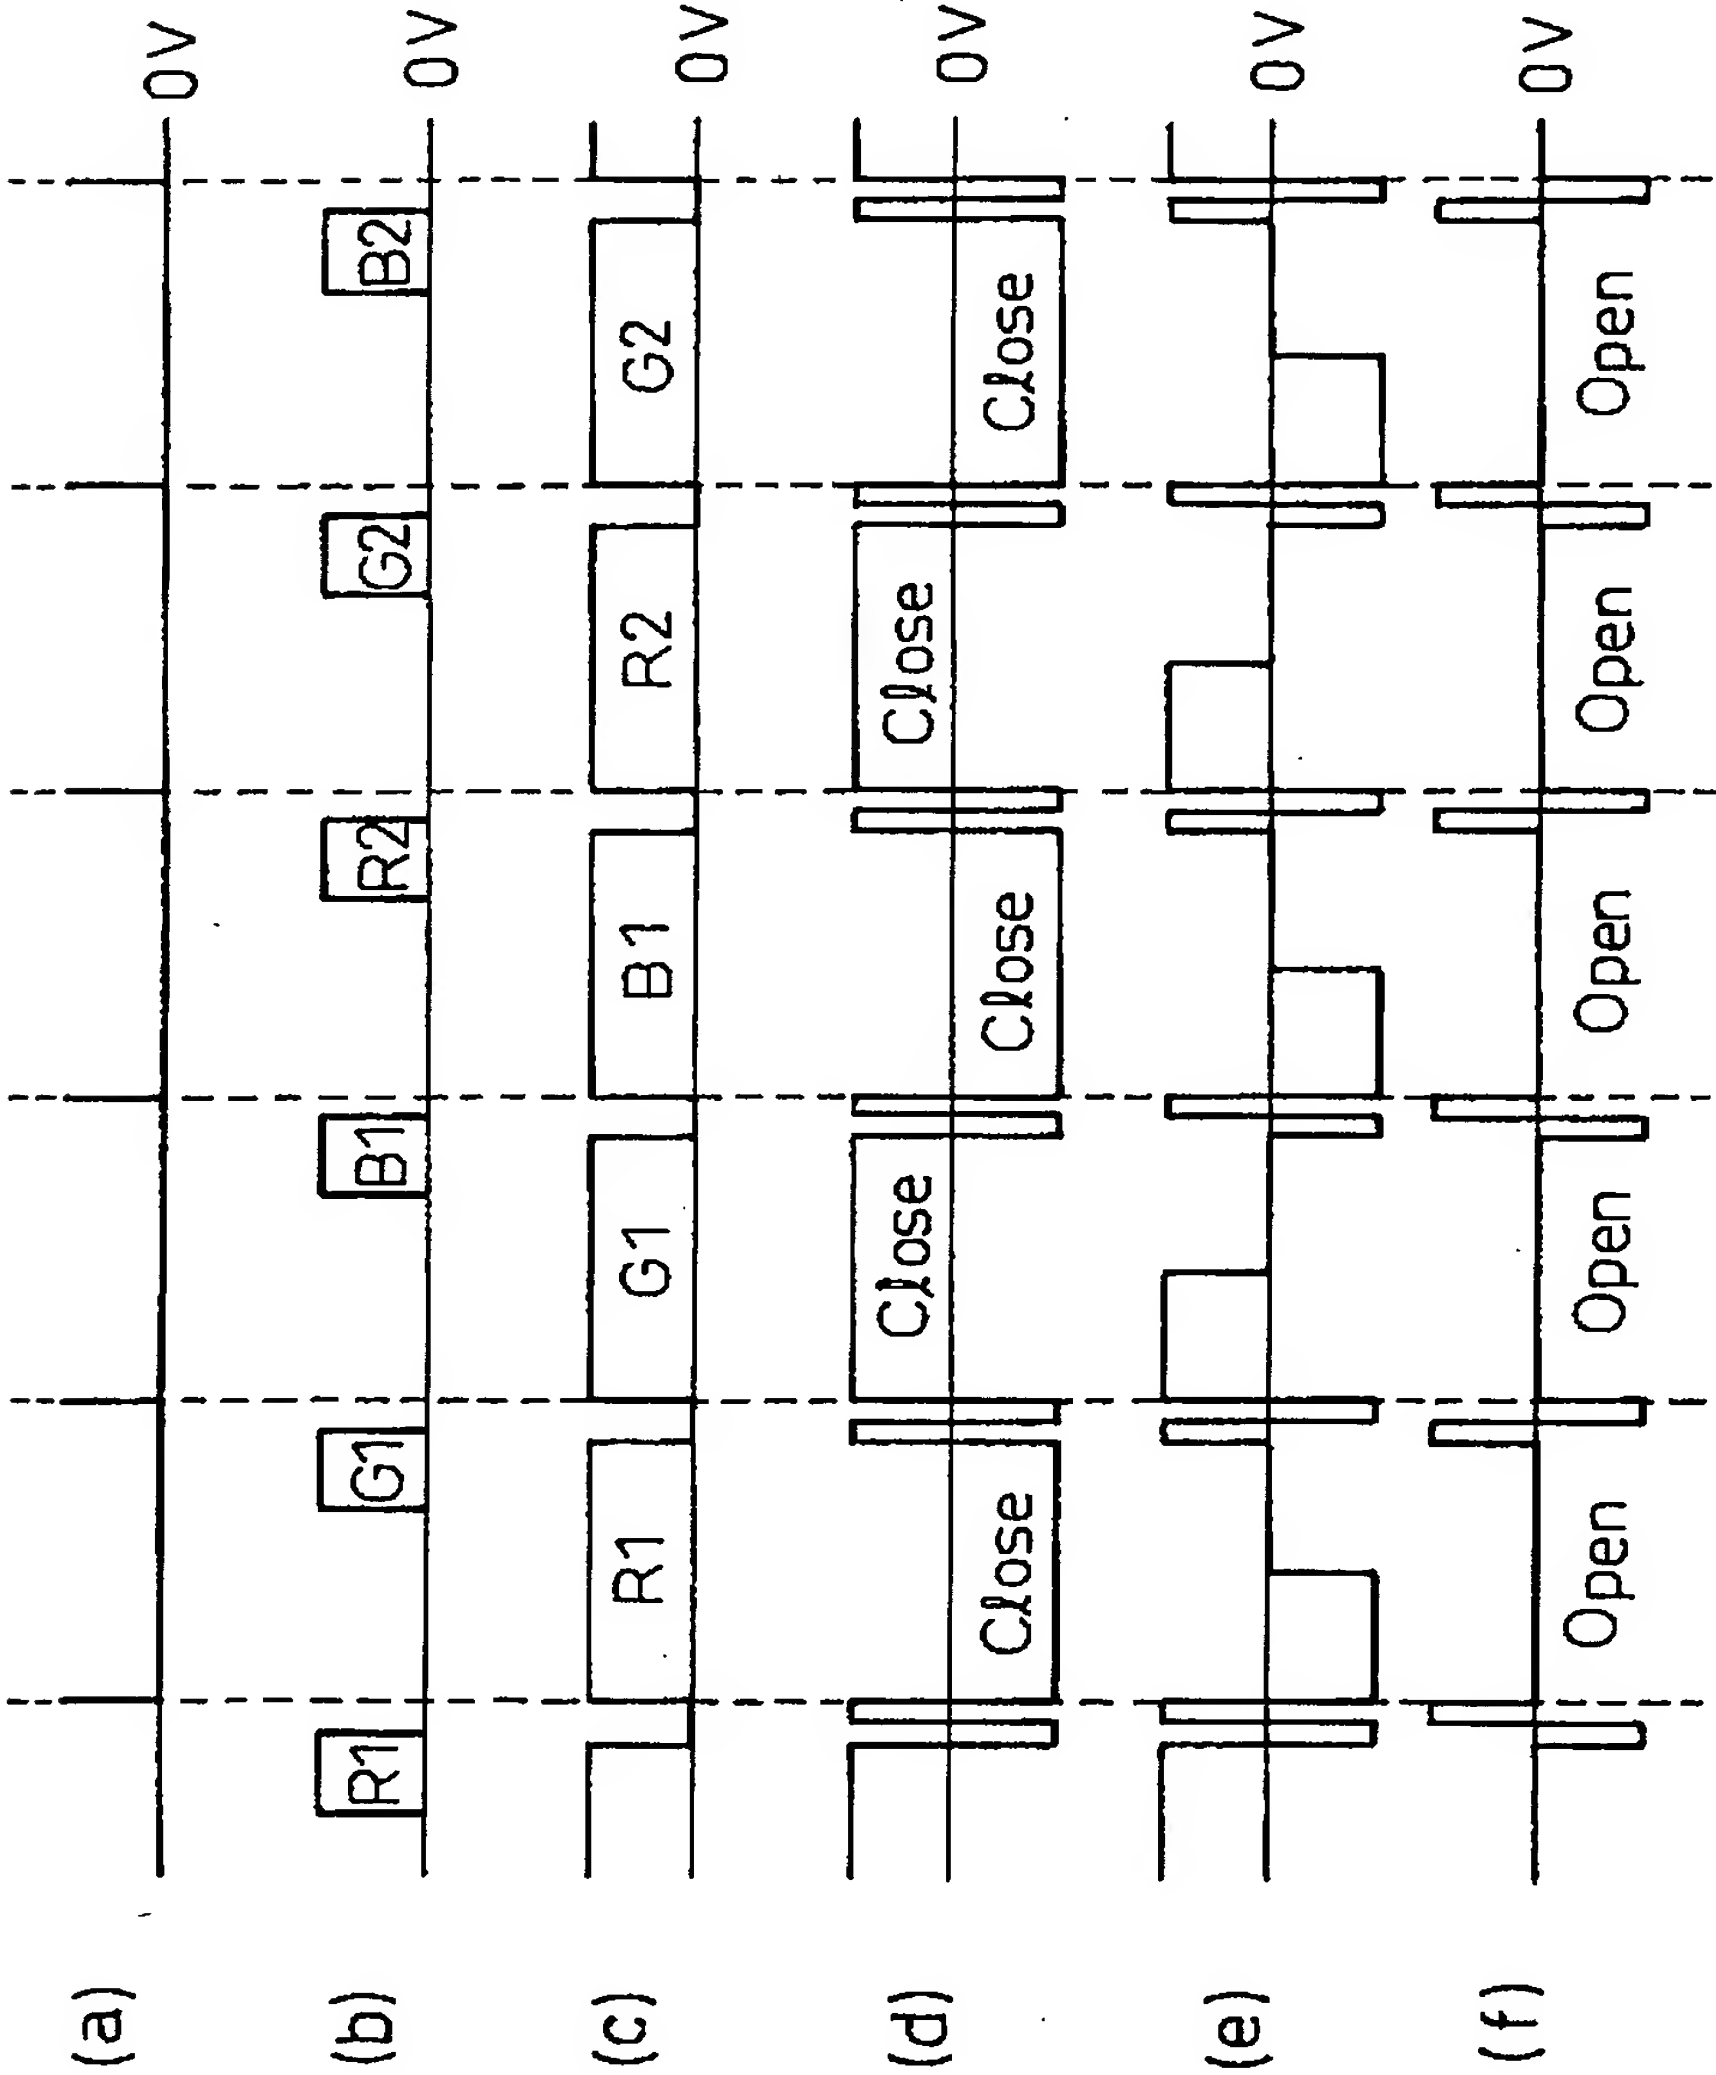 (a) 0V
(b) R1 G1 B1 R2 G2 B2 0V
(c) R1 G1 B1 R2 G2 0V
(d) Close Close Close Close Close 0V
(e) 0V
(f) Open Open Open Open Open 0V